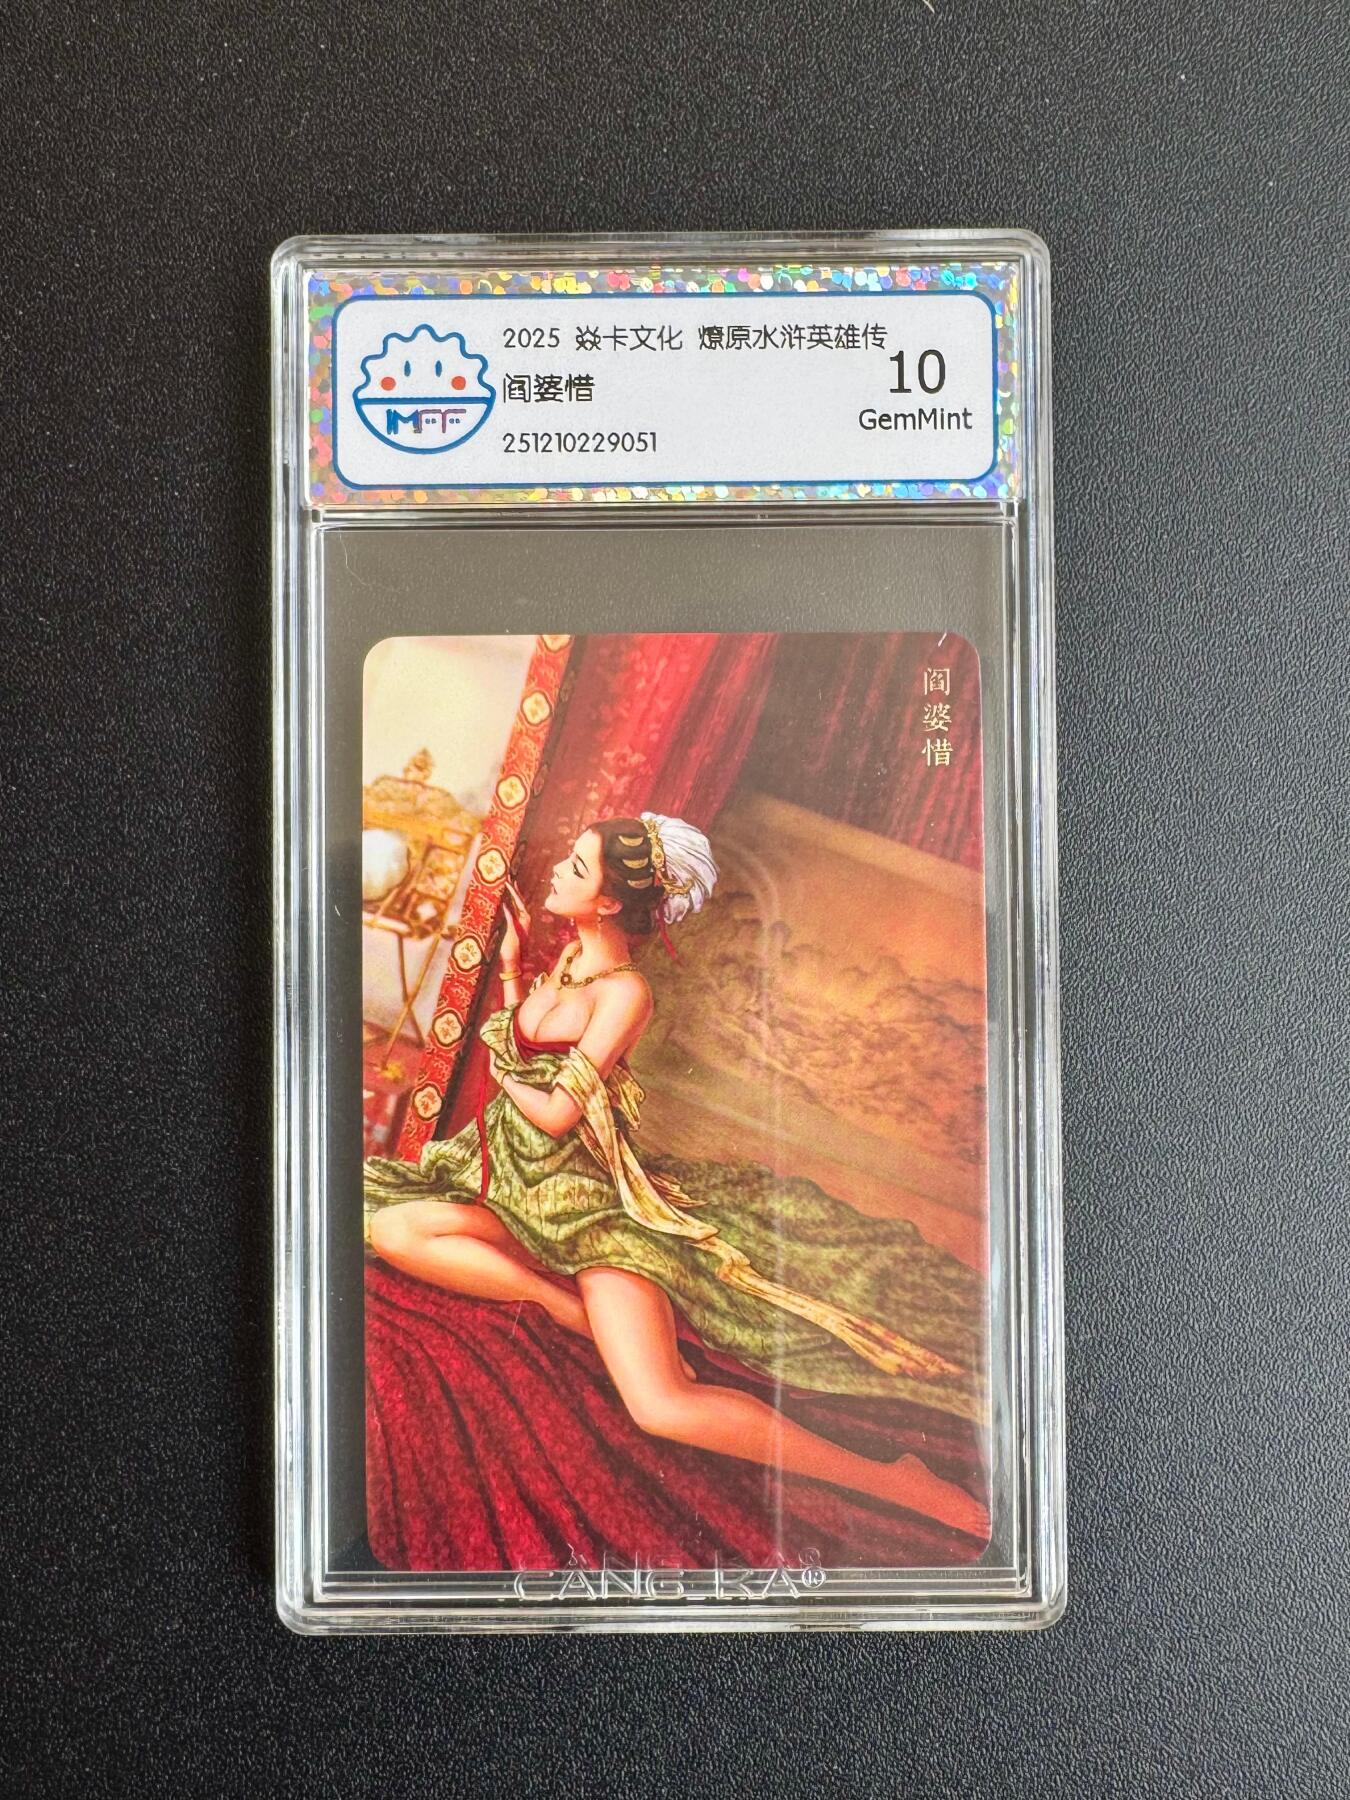 2025 焱卡文化 燎原水浒英雄传
阎婆惜
251210229051
10
GemMint
IMFF
阎婆惜
CANG KA®